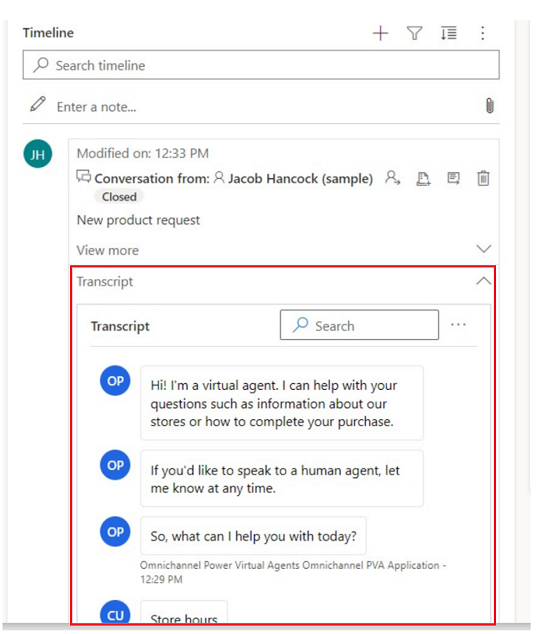 Timeline
Search timeline
Enter a note...
JH
Modified on: 12:33 PM
Conversation from: Jacob Hancock (sample)
Closed
New product request
View more
Transcript
Transcript
Search
OP
Hi! I'm a virtual agent. I can help with your
questions such as information about our
stores or how to complete your purchase.
OP
If you'd like to speak to a human agent, let
me know at any time.
OP
So, what can I help you with today?
Omnichannel Power Virtual Agents Omnichannel PVA Application -
12:29 PM
CU
Store hours